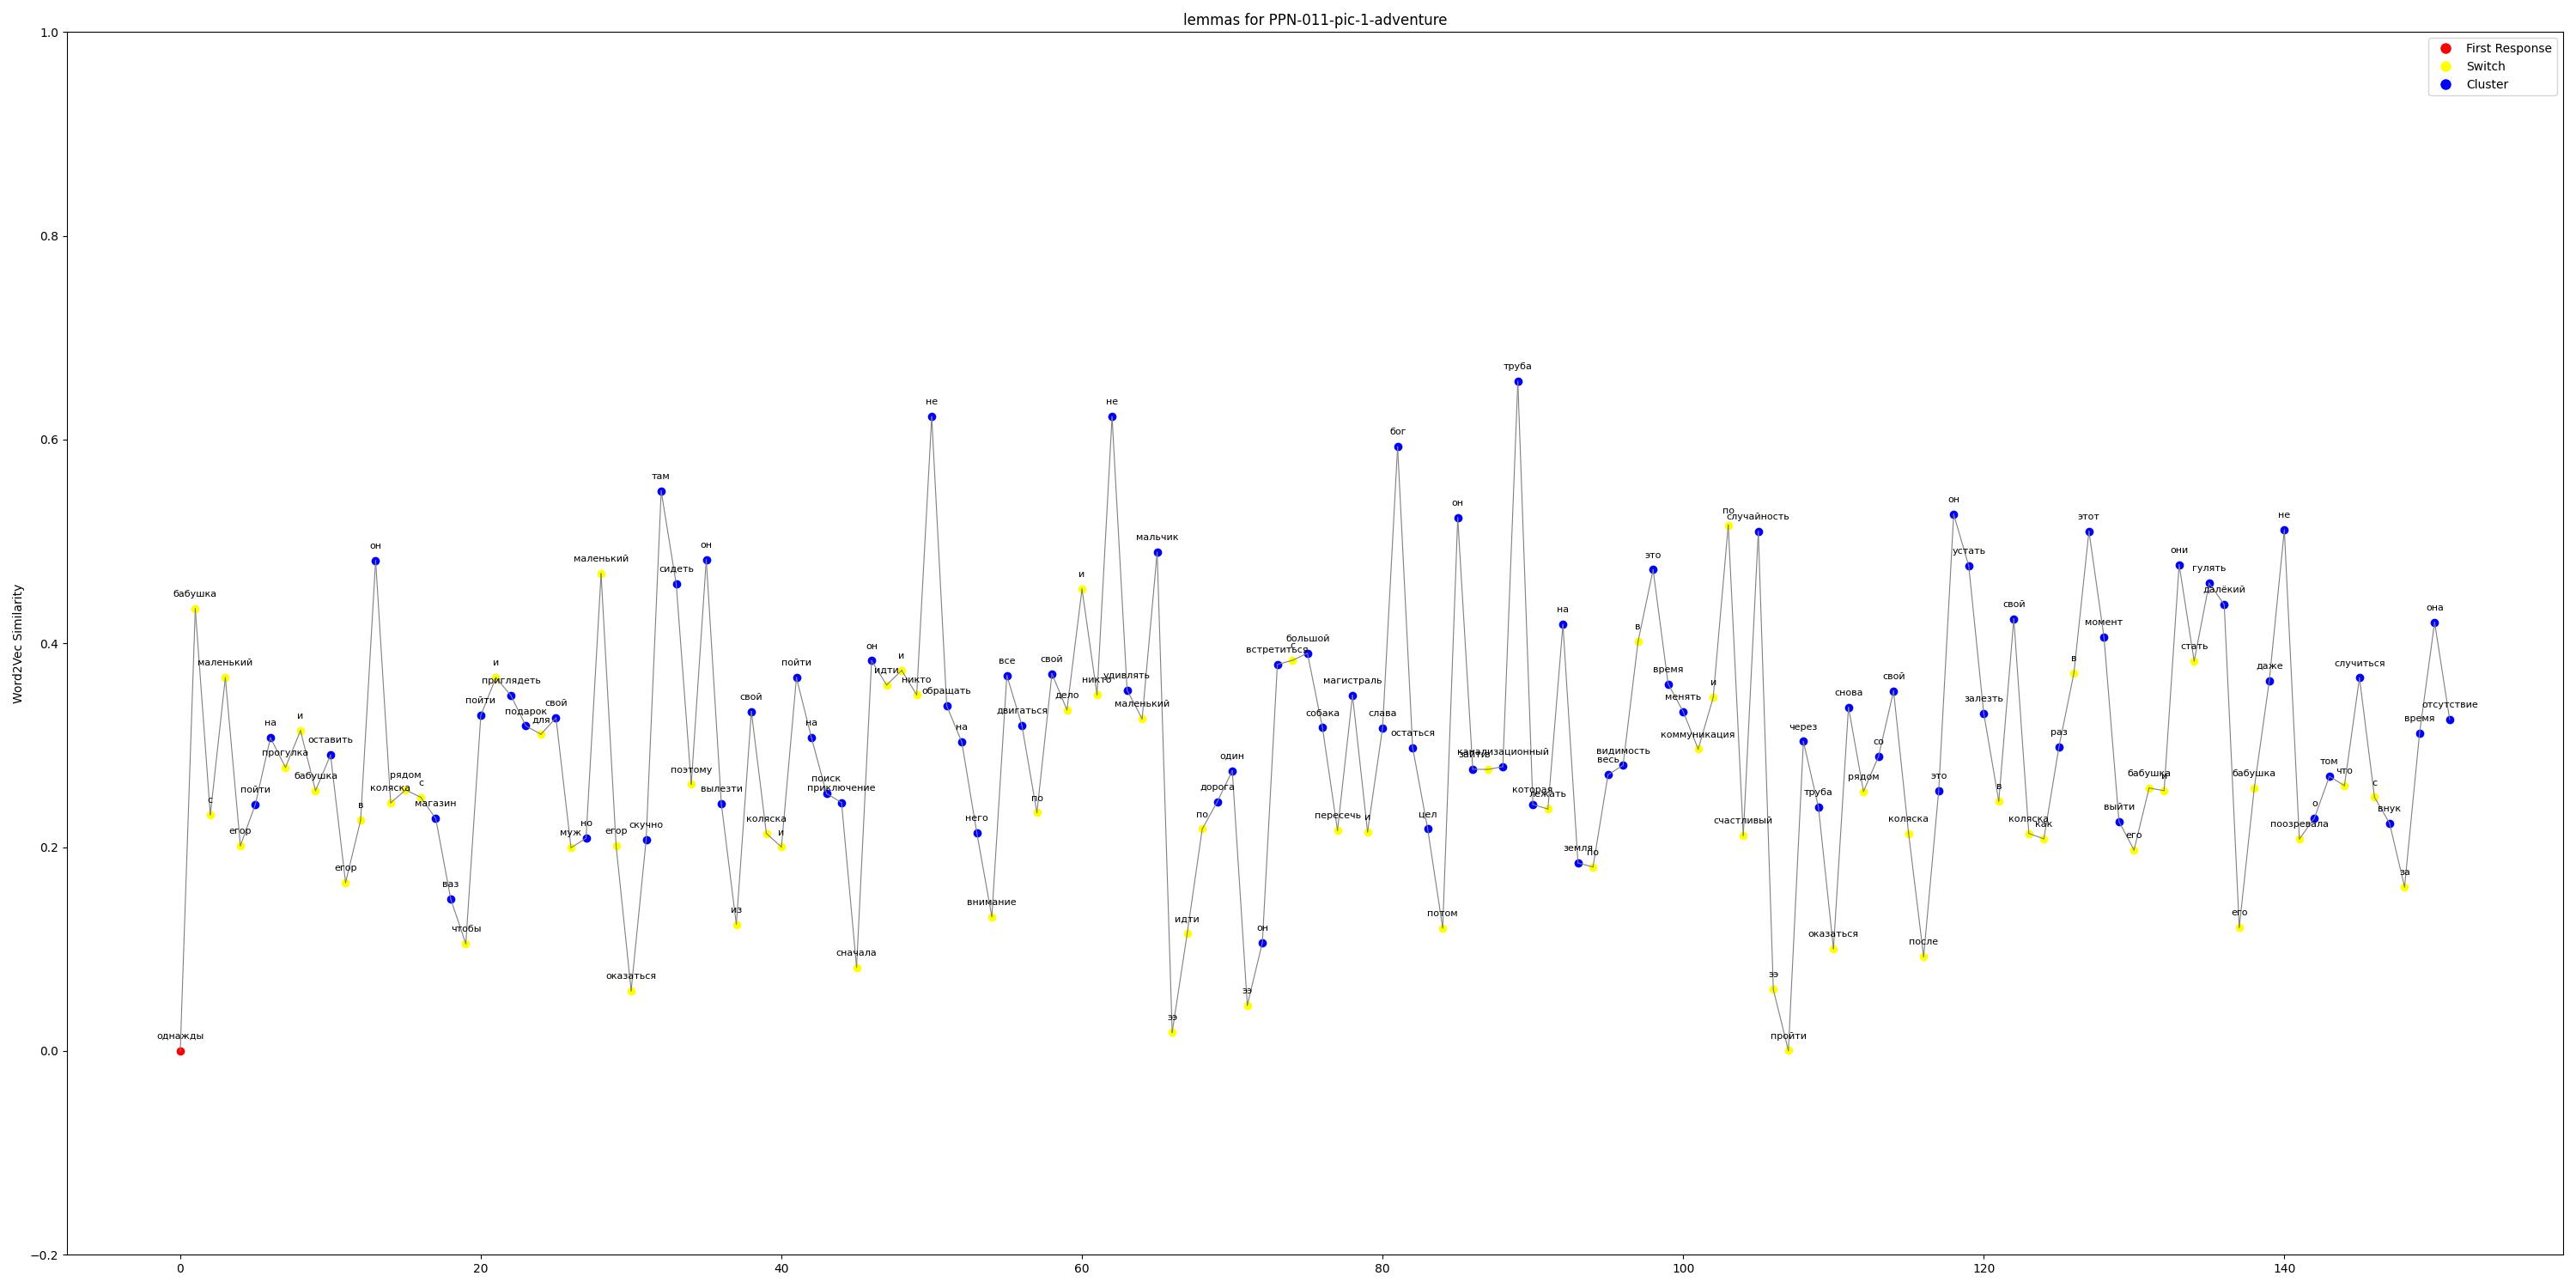 lemmas for PPN-011-pic-1-adventure
First Response
Switch
Cluster
Word2Vec Similarity
1.0
0.8
0.6
0.4
0.2
0.0
−0.2
0 20 40 60 80 100 120 140
однажды
бабушка
с
маленький
егор
пойти
на
прогулка
и
бабушка
оставить
егор
в
он
коляска
рядом
с
магазин
ваз
чтобы
пойти
и
приглядеть
подарок
для
свой
муж
но
маленький
егор
оказаться
скучно
там
сидеть
поэтому
он
вылезти
из
свой
коляска
и
пойти
на
поиск
приключение
сначала
он
идти
и
никто
не
обращать
на
него
внимание
все
двигаться
по
свой
дело
и
никто
не
удивлять
маленький
мальчик
ээ
идти
по
дорога
один
ээ
он
встретиться
с
большой
собака
пересечь
магистраль
и
слава
бог
остаться
цел
потом
он
зайти
канализационный
труба
которая
лежать
на
земля
по
весь
видимость
в
это
время
менять
коммуникация
и
по
счастливый
случайность
ээ
пройти
через
труба
оказаться
снова
рядом
со
свой
коляска
после
это
он
устать
залезть
в
свой
коляска
как
раз
в
этот
момент
выйти
его
бабушка
и
они
стать
гулять
далёкий
его
бабушка
даже
не
поозревала
о
том
что
случиться
с
внук
за
время
она
отсутствие